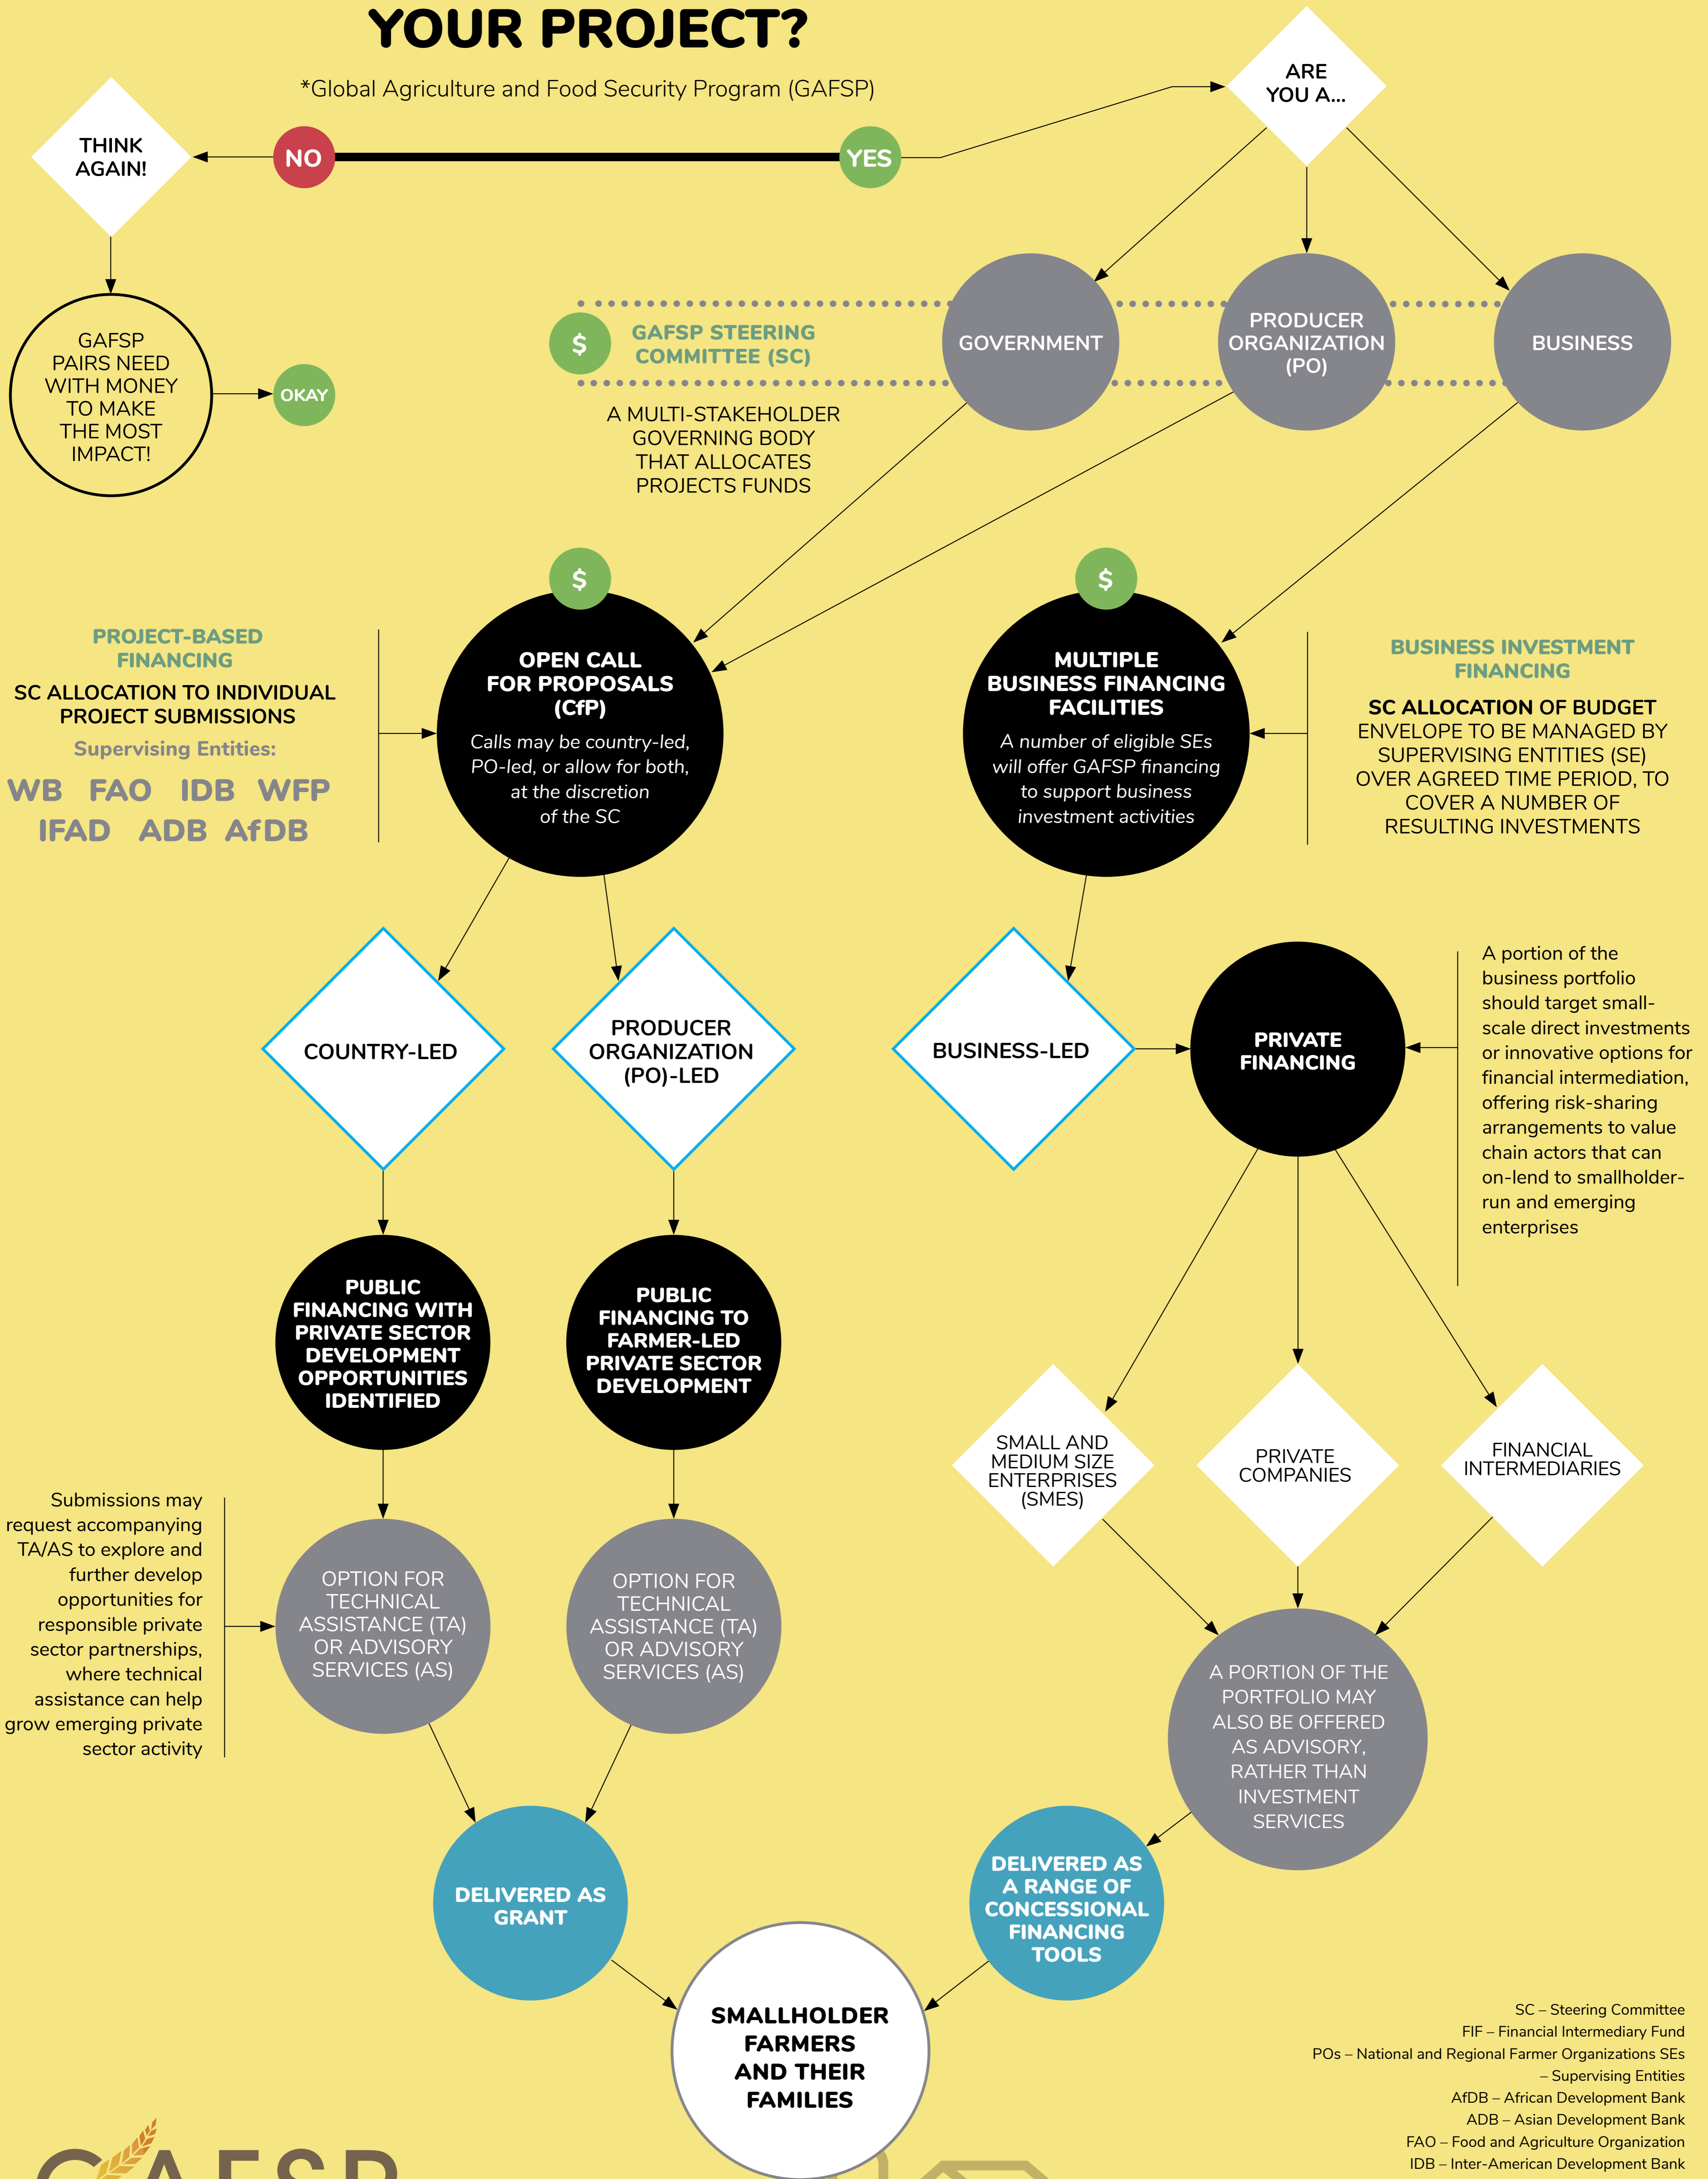 YOUR PROJECT?
*Global Agriculture and Food Security Program (GAFSP)
THINK
AGAIN!
NO
YES
ARE
YOU A...
GAFSP
PAIRS NEED
WITH MONEY
TO MAKE
THE MOST
IMPACT!
OKAY
$
GAFSP STEERING
COMMITTEE (SC)
A MULTI-STAKEHOLDER
GOVERNING BODY
THAT ALLOCATES
PROJECTS FUNDS
GOVERNMENT
PRODUCER
ORGANIZATION
(PO)
BUSINESS
PROJECT-BASED
FINANCING
SC ALLOCATION TO INDIVIDUAL
PROJECT SUBMISSIONS
Supervising Entities:
WB FAO IDB WFP
IFAD ADB AfDB
$
OPEN CALL
FOR PROPOSALS
(CfP)
Calls may be country-led,
PO-led, or allow for both,
at the discretion
of the SC
$
MULTIPLE
BUSINESS FINANCING
FACILITIES
A number of eligible SEs
will offer GAFSP financing
to support business
investment activities
BUSINESS INVESTMENT
FINANCING
SC ALLOCATION OF BUDGET
ENVELOPE TO BE MANAGED BY
SUPERVISING ENTITIES (SE)
OVER AGREED TIME PERIOD, TO
COVER A NUMBER OF
RESULTING INVESTMENTS
COUNTRY-LED
PRODUCER
ORGANIZATION
(PO)-LED
BUSINESS-LED
PRIVATE
FINANCING
A portion of the
business portfolio
should target small-
scale direct investments
or innovative options for
financial intermediation,
offering risk-sharing
arrangements to value
chain actors that can
on-lend to smallholder-
run and emerging
enterprises
PUBLIC
FINANCING WITH
PRIVATE SECTOR
DEVELOPMENT
OPPORTUNITIES
IDENTIFIED
PUBLIC
FINANCING TO
FARMER-LED
PRIVATE SECTOR
DEVELOPMENT
SMALL AND
MEDIUM SIZE
ENTERPRISES
(SMES)
PRIVATE
COMPANIES
FINANCIAL
INTERMEDIARIES
Submissions may
request accompanying
TA/AS to explore and
further develop
opportunities for
responsible private
sector partnerships,
where technical
assistance can help
grow emerging private
sector activity
OPTION FOR
TECHNICAL
ASSISTANCE (TA)
OR ADVISORY
SERVICES (AS)
OPTION FOR
TECHNICAL
ASSISTANCE (TA)
OR ADVISORY
SERVICES (AS)
A PORTION OF THE
PORTFOLIO MAY
ALSO BE OFFERED
AS ADVISORY,
RATHER THAN
INVESTMENT
SERVICES
DELIVERED AS
GRANT
DELIVERED AS
A RANGE OF
CONCESSIONAL
FINANCING
TOOLS
SMALLHOLDER
FARMERS
AND THEIR
FAMILIES
SC – Steering Committee
FIF – Financial Intermediary Fund
POs – National and Regional Farmer Organizations SEs
– Supervising Entities
AfDB – African Development Bank
ADB – Asian Development Bank
FAO – Food and Agriculture Organization
IDB – Inter-American Development Bank
GAFSP